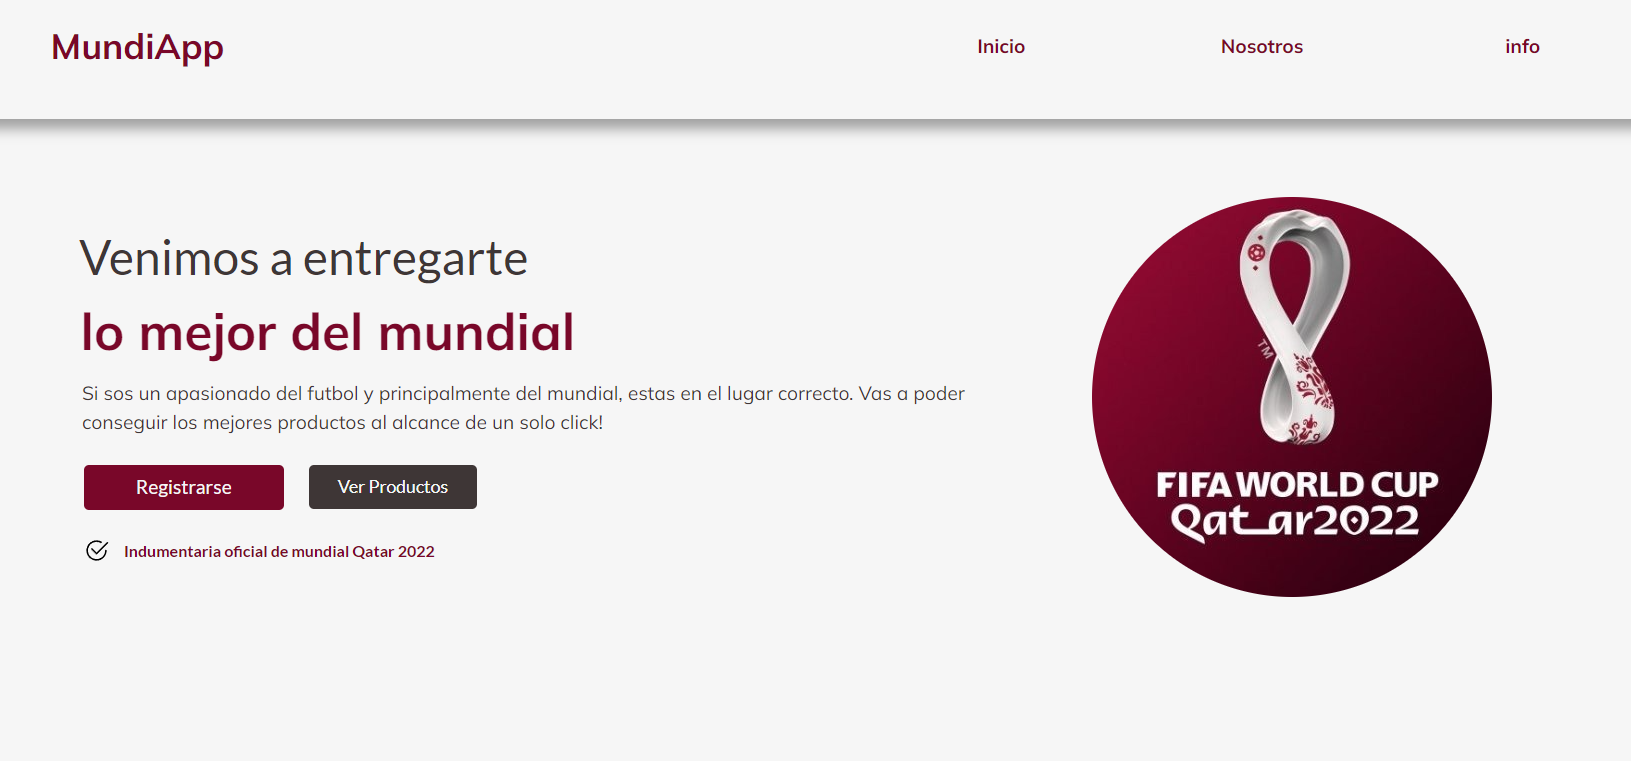 MundiApp
Inicio
Nosotros
info
Venimos a entregarte
lo mejor del mundial
Si sos un apasionado del futbol y principalmente del mundial, estas en el lugar correcto. Vas a poder
conseguir los mejores productos al alcance de un solo click!
Registrarse
Ver Productos
Indumentaria oficial de mundial Qatar 2022
TM
FIFA WORLD CUP
Qatar2022